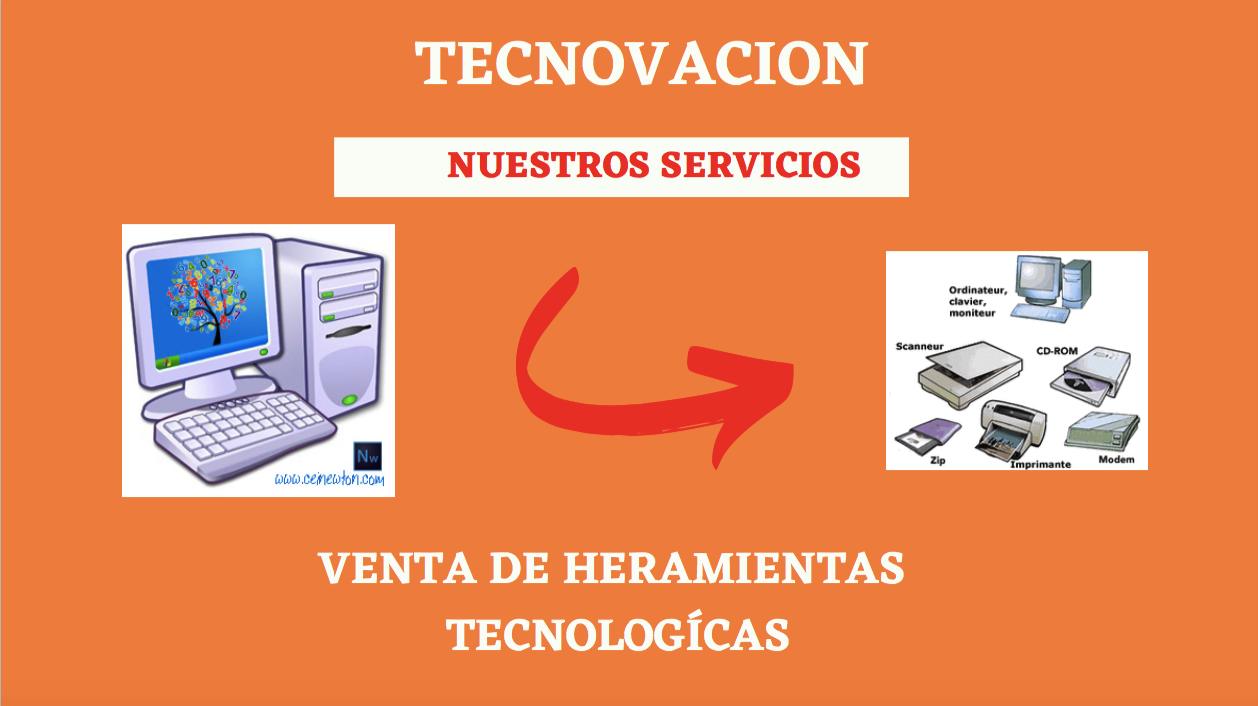 TECNOVACION
NUESTROS SERVICIOS
Nw
www.ceinewton.com
Ordinateur,
clavier,
moniteur
Scanneur
CD-ROM
Zip
Imprimante
Modem
VENTA DE HERAMIENTAS
TECNOLOGÍCAS